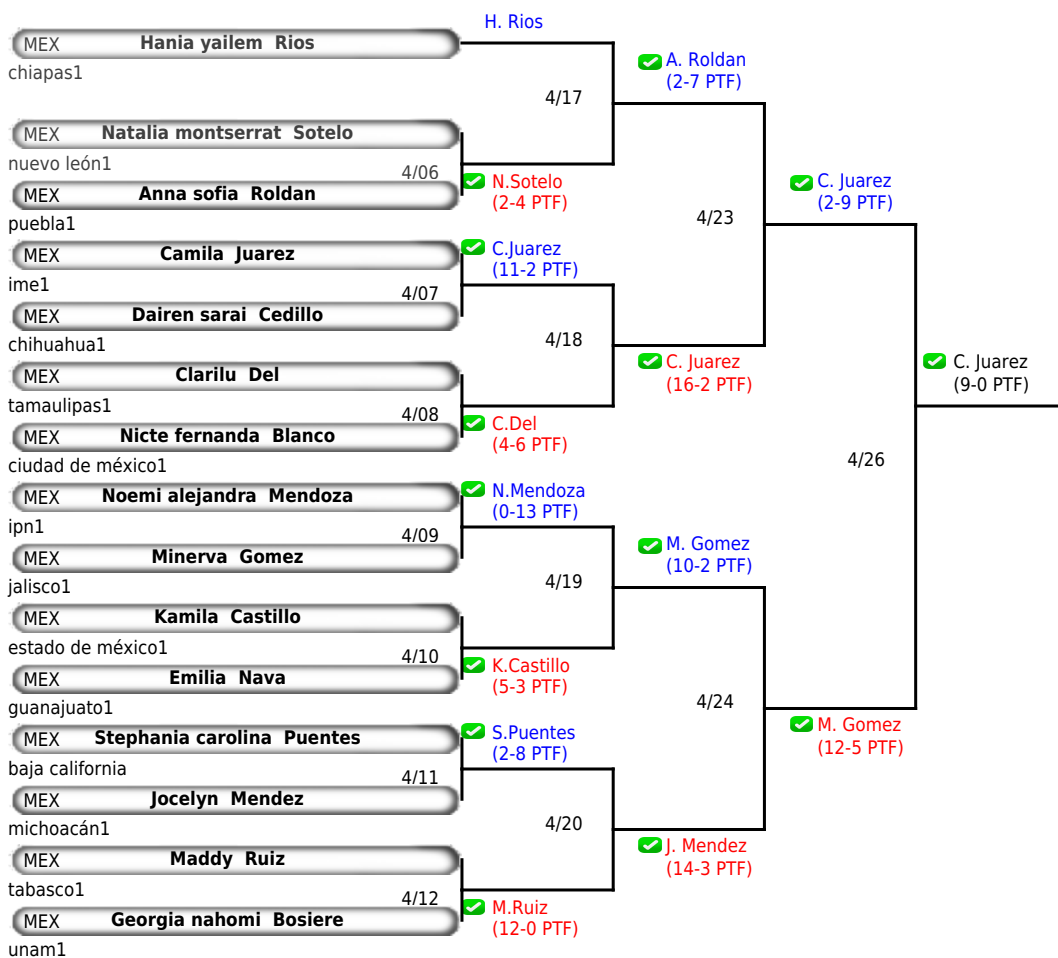 H. Rios
MEX Hania yailem Rios
chiapas1
A. Roldan
(2-7 PTF)
4/17
MEX Natalia montserrat Sotelo
nuevo león1
4/06
N.Sotelo
(2-4 PTF)
MEX Anna sofia Roldan
puebla1
C. Juarez
(2-9 PTF)
4/23
MEX Camila Juarez
ime1
4/07
C.Juarez
(11-2 PTF)
MEX Dairen sarai Cedillo
chihuahua1
4/18
C. Juarez
(16-2 PTF)
C. Juarez
(9-0 PTF)
MEX Clarilu Del
tamaulipas1
4/08
C.Del
(4-6 PTF)
MEX Nicte fernanda Blanco
ciudad de méxico1
4/26
MEX Noemi alejandra Mendoza
ipn1
4/09
N.Mendoza
(0-13 PTF)
MEX Minerva Gomez
jalisco1
M. Gomez
(10-2 PTF)
4/19
MEX Kamila Castillo
estado de méxico1
4/10
K.Castillo
(5-3 PTF)
MEX Emilia Nava
guanajuato1
4/24
M. Gomez
(12-5 PTF)
MEX Stephania carolina Puentes
baja california
4/11
S.Puentes
(2-8 PTF)
MEX Jocelyn Mendez
michoacán1
4/20
J. Mendez
(14-3 PTF)
MEX Maddy Ruiz
tabasco1
4/12
M.Ruiz
(12-0 PTF)
MEX Georgia nahomi Bosiere
unam1